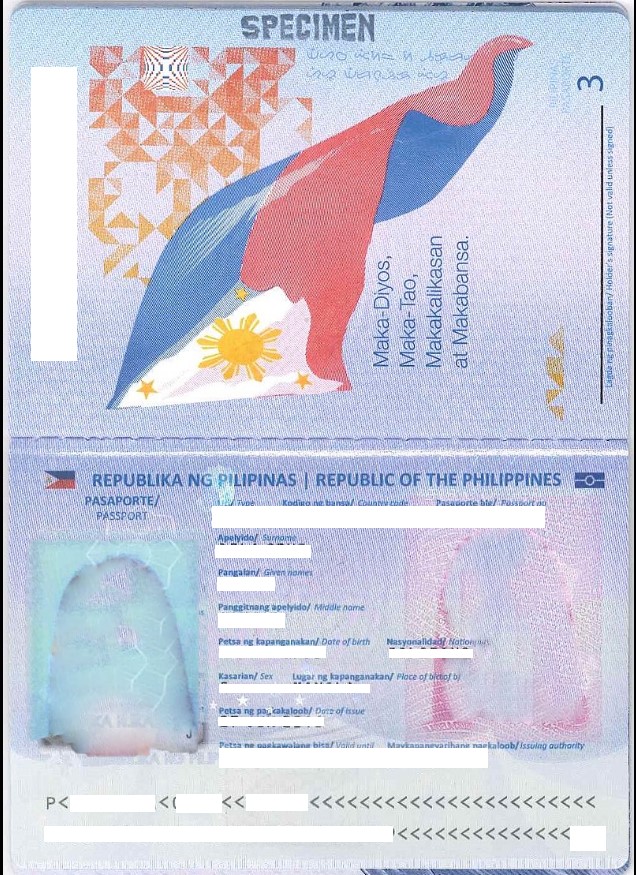 SPECIMEN
3
Maka-Diyos,
Maka-Tao,
Makakalikasan
at Makabansa.
Lagda ng pinagkalooban/ Holder's signature (Not valid unless signed)
REPUBLIKA NG PILIPINAS | REPUBLIC OF THE PHILIPPINES
PASAPORTE/
PASSPORT
Type Kodigo ng bansa/ Country code Pasaporte blg/ Passport no
Apelyido/ Surname
Pangalan/ Given names
Panggitnang apelyido/ Middle name
Petsa ng kapanganakan/ Date of birth Nasyonalidad/ Nationality
Kasarian/ Sex Lugar ng kapanganakan/ Place of birth
Petsa ng pagkakaloob/ Date of issue
Petsa ng pagkawalang bisa/ Valid until Maykapangyarihang nagkaloob/ Issuing authority
P<
<<
<<<<<<<<<<<<<<<<<<<<<<<
<<<<<<<<<<<<<<